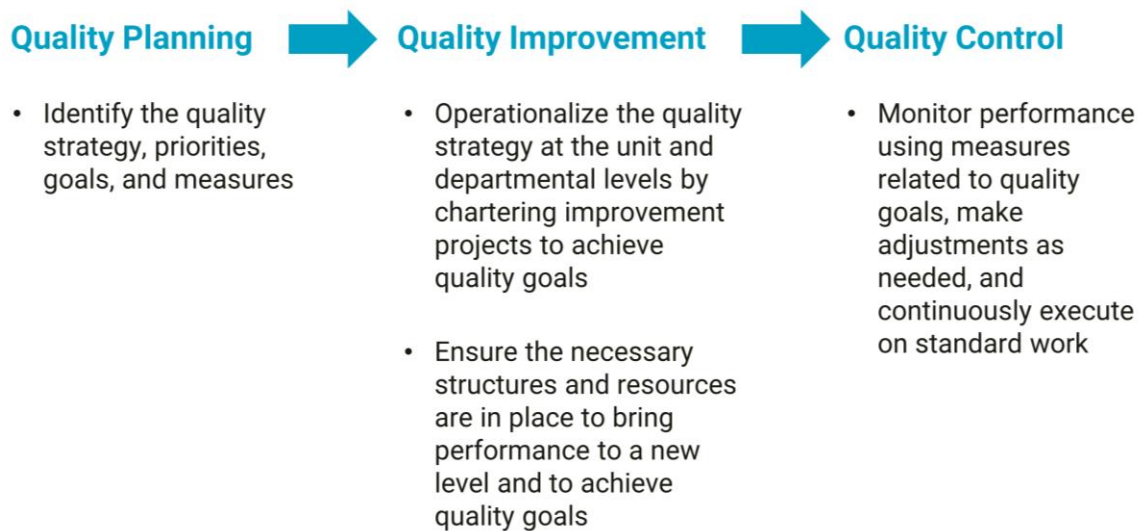 Quality Planning
• Identify the quality
strategy, priorities,
goals, and measures
Quality Improvement
• Operationalize the quality
strategy at the unit and
departmental levels by
chartering improvement
projects to achieve
quality goals
• Ensure the necessary
structures and resources
are in place to bring
performance to a new
level and to achieve
quality goals
Quality Control
• Monitor performance
using measures
related to quality
goals, make
adjustments as
needed, and
continuously execute
on standard work